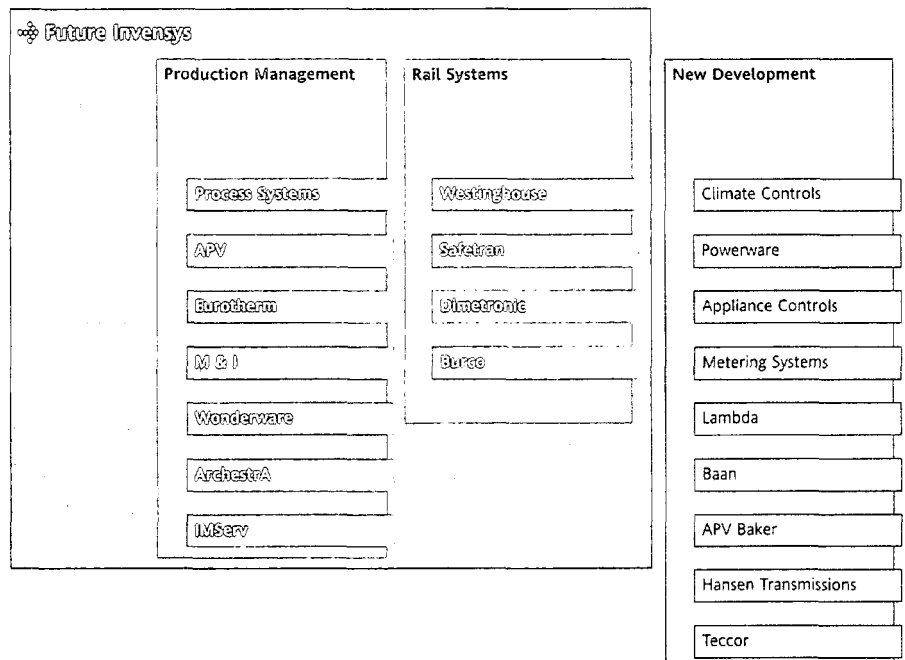 Future Invensys
Production Management
Process Systems
APV
Eurotherm
M & I
Wonderware
ArchestrA
IMServ
Rail Systems
Westinghouse
Safetran
Dimetronic
Burco
New Development
Climate Controls
Powerware
Appliance Controls
Metering Systems
Lambda
Baan
APV Baker
Hansen Transmissions
Teccor